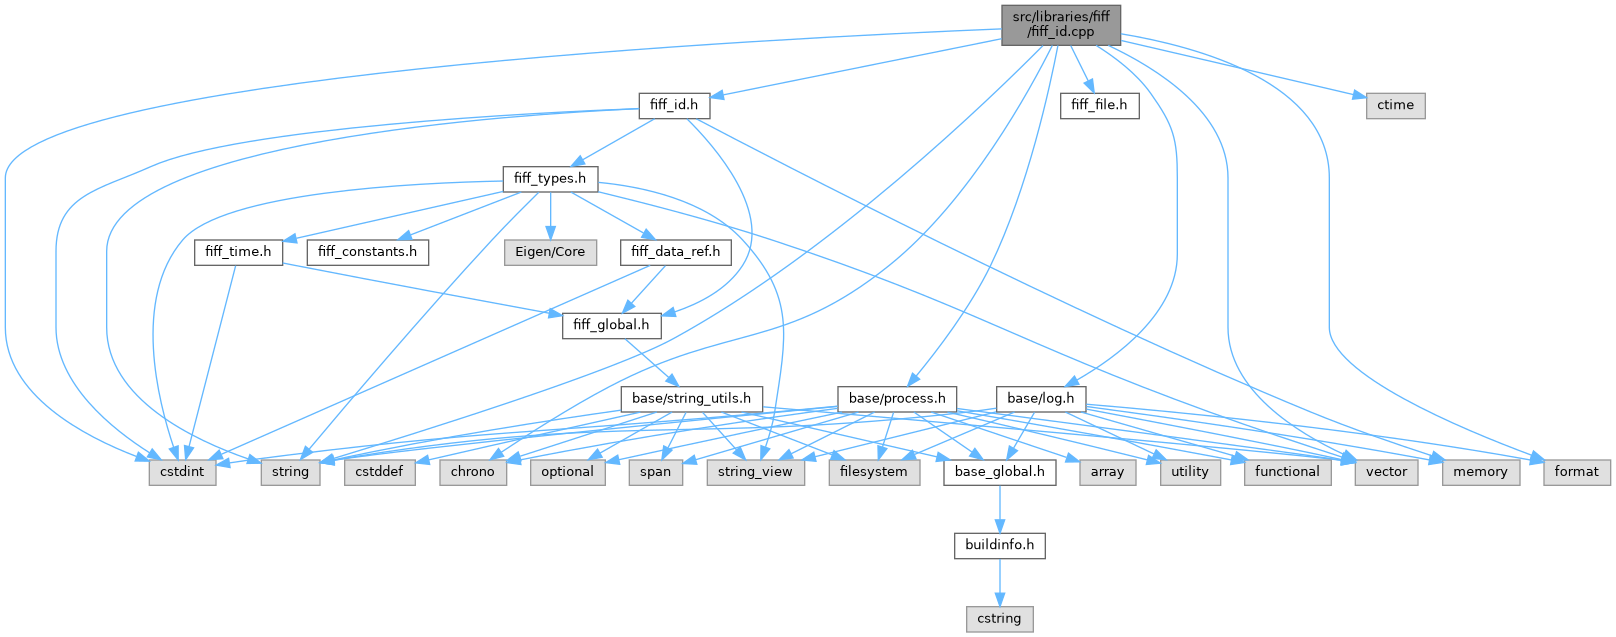 src/libraries/fiff
/fiff_id.cpp
fiff_id.h
fiff_file.h
ctime
fiff_types.h
fiff_time.h
fiff_constants.h
Eigen/Core
fiff_data_ref.h
fiff_global.h
base/string_utils.h
base/process.h
base/log.h
cstdint
string
cstddef
chrono
optional
span
string_view
filesystem
base_global.h
array
utility
functional
vector
memory
format
buildinfo.h
cstring